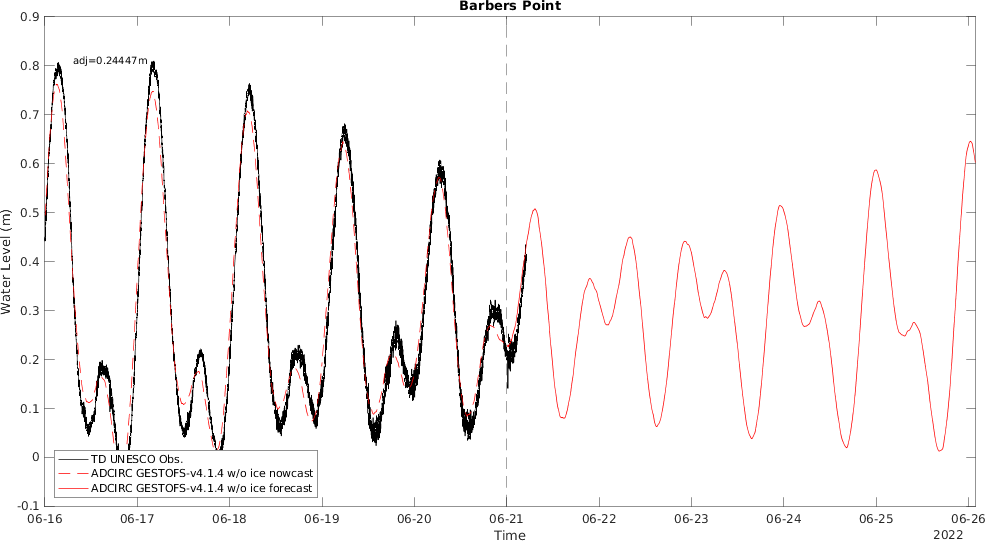 Barbers Point
0.9
0.8
0.7
0.6
0.5
0.4
0.3
0.2
0.1
0
-0.1
Water Level (m)
adj=0.24447m
TD UNESCO Obs.
ADCIRC GESTOFS-v4.1.4 w/o ice nowcast
ADCIRC GESTOFS-v4.1.4 w/o ice forecast
06-16 06-17 06-18 06-19 06-20 06-21 06-22 06-23 06-24 06-25 06-26
Time
2022